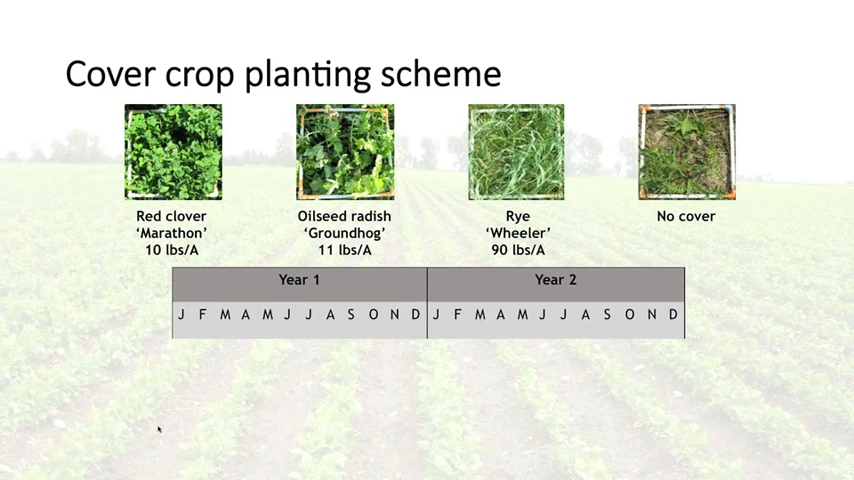 Cover crop planting scheme
Red clover
‘Marathon’
10 lbs/A
Oilseed radish
‘Groundhog’
11 lbs/A
Rye
‘Wheeler’
90 lbs/A
No cover
Year 1
Year 2
J F M A M J J A S O N D J F M A M J J A S O N D